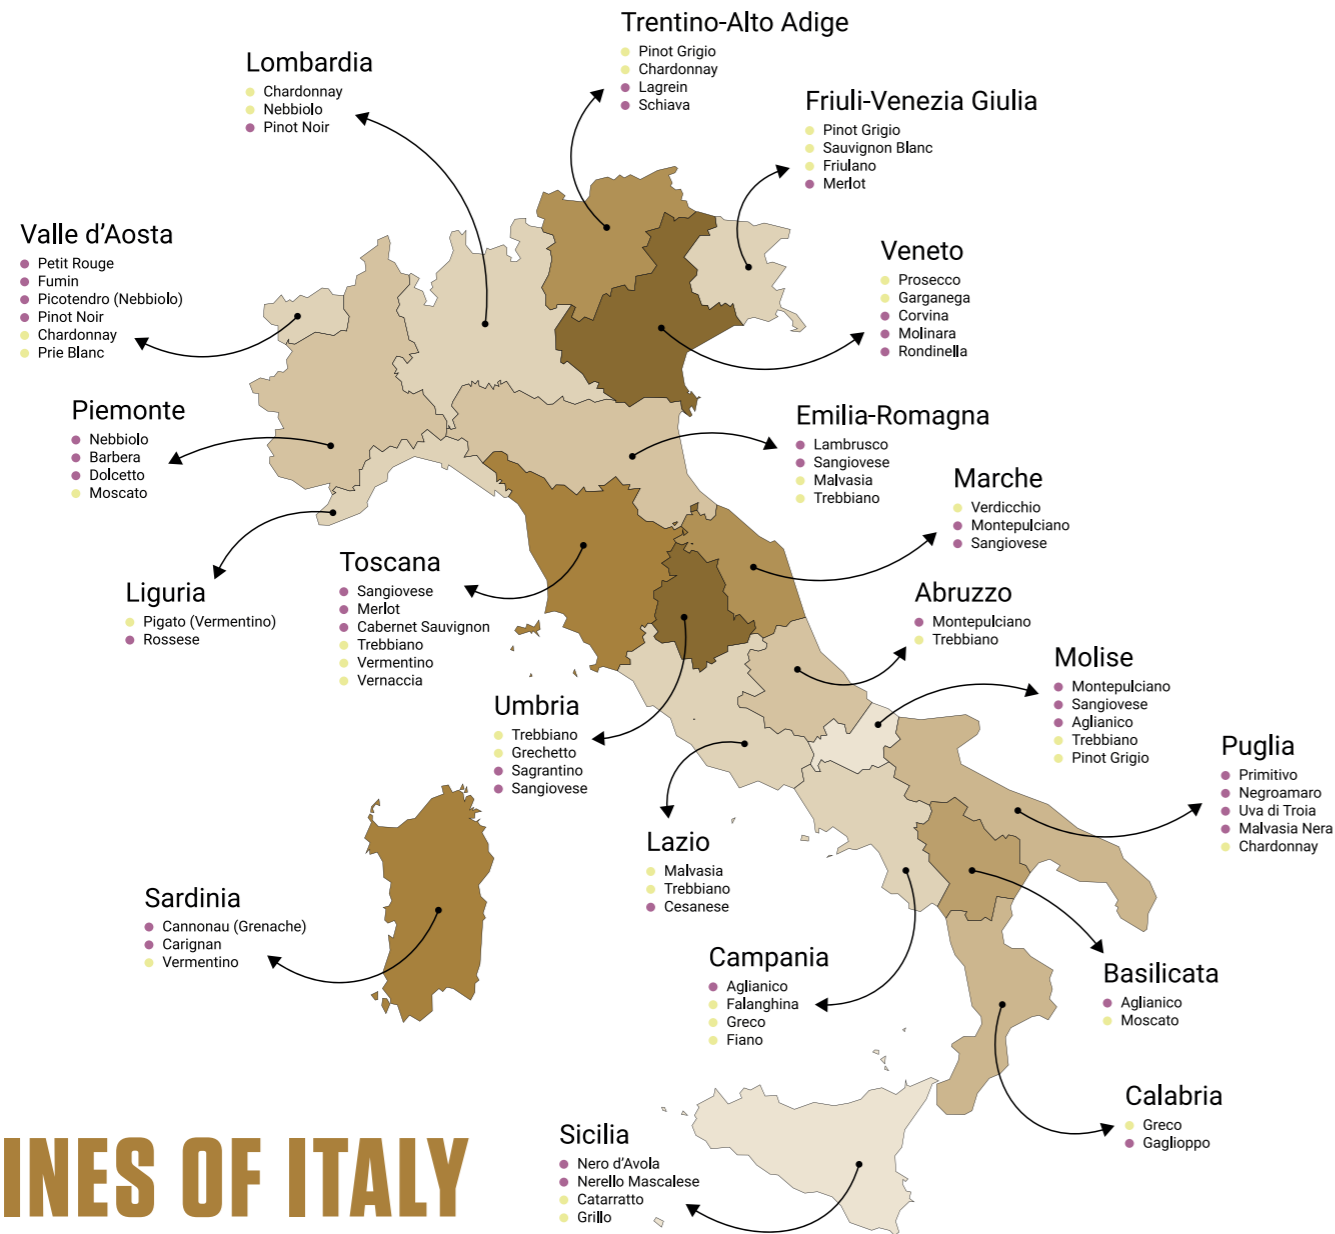 Trentino-Alto Adige
Pinot Grigio
Chardonnay
Lagrein
Schiava
Lombardia
Chardonnay
Nebbiolo
Pinot Noir
Friuli-Venezia Giulia
Pinot Grigio
Sauvignon Blanc
Friulano
Merlot
Valle d’Aosta
Petit Rouge
Fumin
Picotendro (Nebbiolo)
Pinot Noir
Chardonnay
Prie Blanc
Veneto
Prosecco
Garganega
Corvina
Molinara
Rondinella
Piemonte
Nebbiolo
Barbera
Dolcetto
Moscato
Emilia-Romagna
Lambrusco
Sangiovese
Malvasia
Trebbiano
Marche
Verdicchio
Montepulciano
Sangiovese
Liguria
Pigato (Vermentino)
Rossese
Toscana
Sangiovese
Merlot
Cabernet Sauvignon
Trebbiano
Vermentino
Vernaccia
Abruzzo
Montepulciano
Trebbiano
Molise
Montepulciano
Sangiovese
Aglianico
Trebbiano
Pinot Grigio
Umbria
Trebbiano
Grechetto
Sagrantino
Sangiovese
Puglia
Primitivo
Negroamaro
Uva di Troia
Malvasia Nera
Chardonnay
Lazio
Malvasia
Trebbiano
Cesanese
Sardinia
Cannonau (Grenache)
Carignan
Vermentino
Campania
Aglianico
Falanghina
Greco
Fiano
Basilicata
Aglianico
Moscato
Calabria
Greco
Gaglioppo
Sicilia
Nero d’Avola
Nerello Mascalese
Catarratto
Grillo
INES OF ITALY